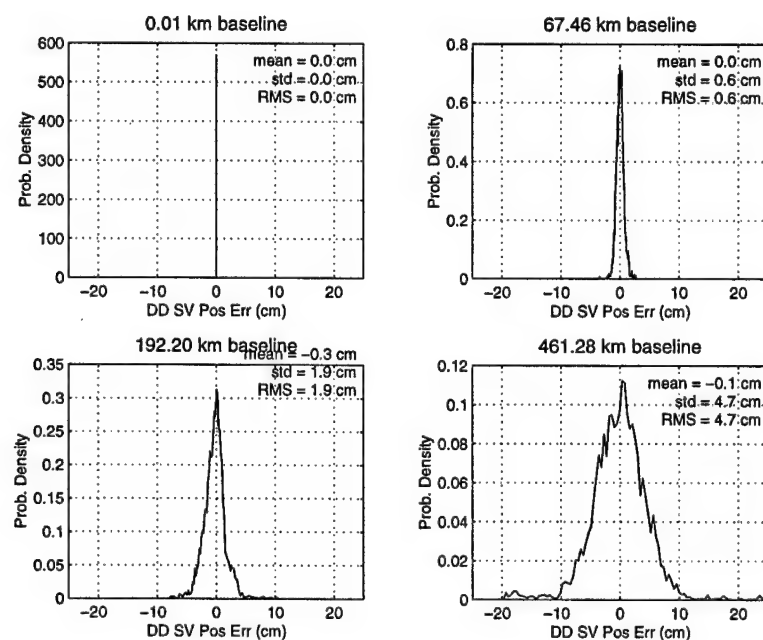 0.01 km baseline
600
500
400
300
200
100
0
Prob. Density
mean = 0.0 cm
std = 0.0 cm
RMS = 0.0 cm
−20 −10 0 10 20
DD SV Pos Err (cm)
67.46 km baseline
0.8
0.6
0.4
0.2
0
Prob. Density
mean = 0.0 cm
std = 0.6 cm
RMS = 0.6 cm
−20 −10 0 10 20
DD SV Pos Err (cm)
192.20 km baseline
0.35
0.3
0.25
0.2
0.15
0.1
0.05
0
Prob. Density
mean = −0.3 cm
std = 1.9 cm
RMS = 1.9 cm
−20 −10 0 10 20
DD SV Pos Err (cm)
461.28 km baseline
0.12
0.1
0.08
0.06
0.04
0.02
0
Prob. Density
mean = −0.1 cm
std = 4.7 cm
RMS = 4.7 cm
−20 −10 0 10 20
DD SV Pos Err (cm)